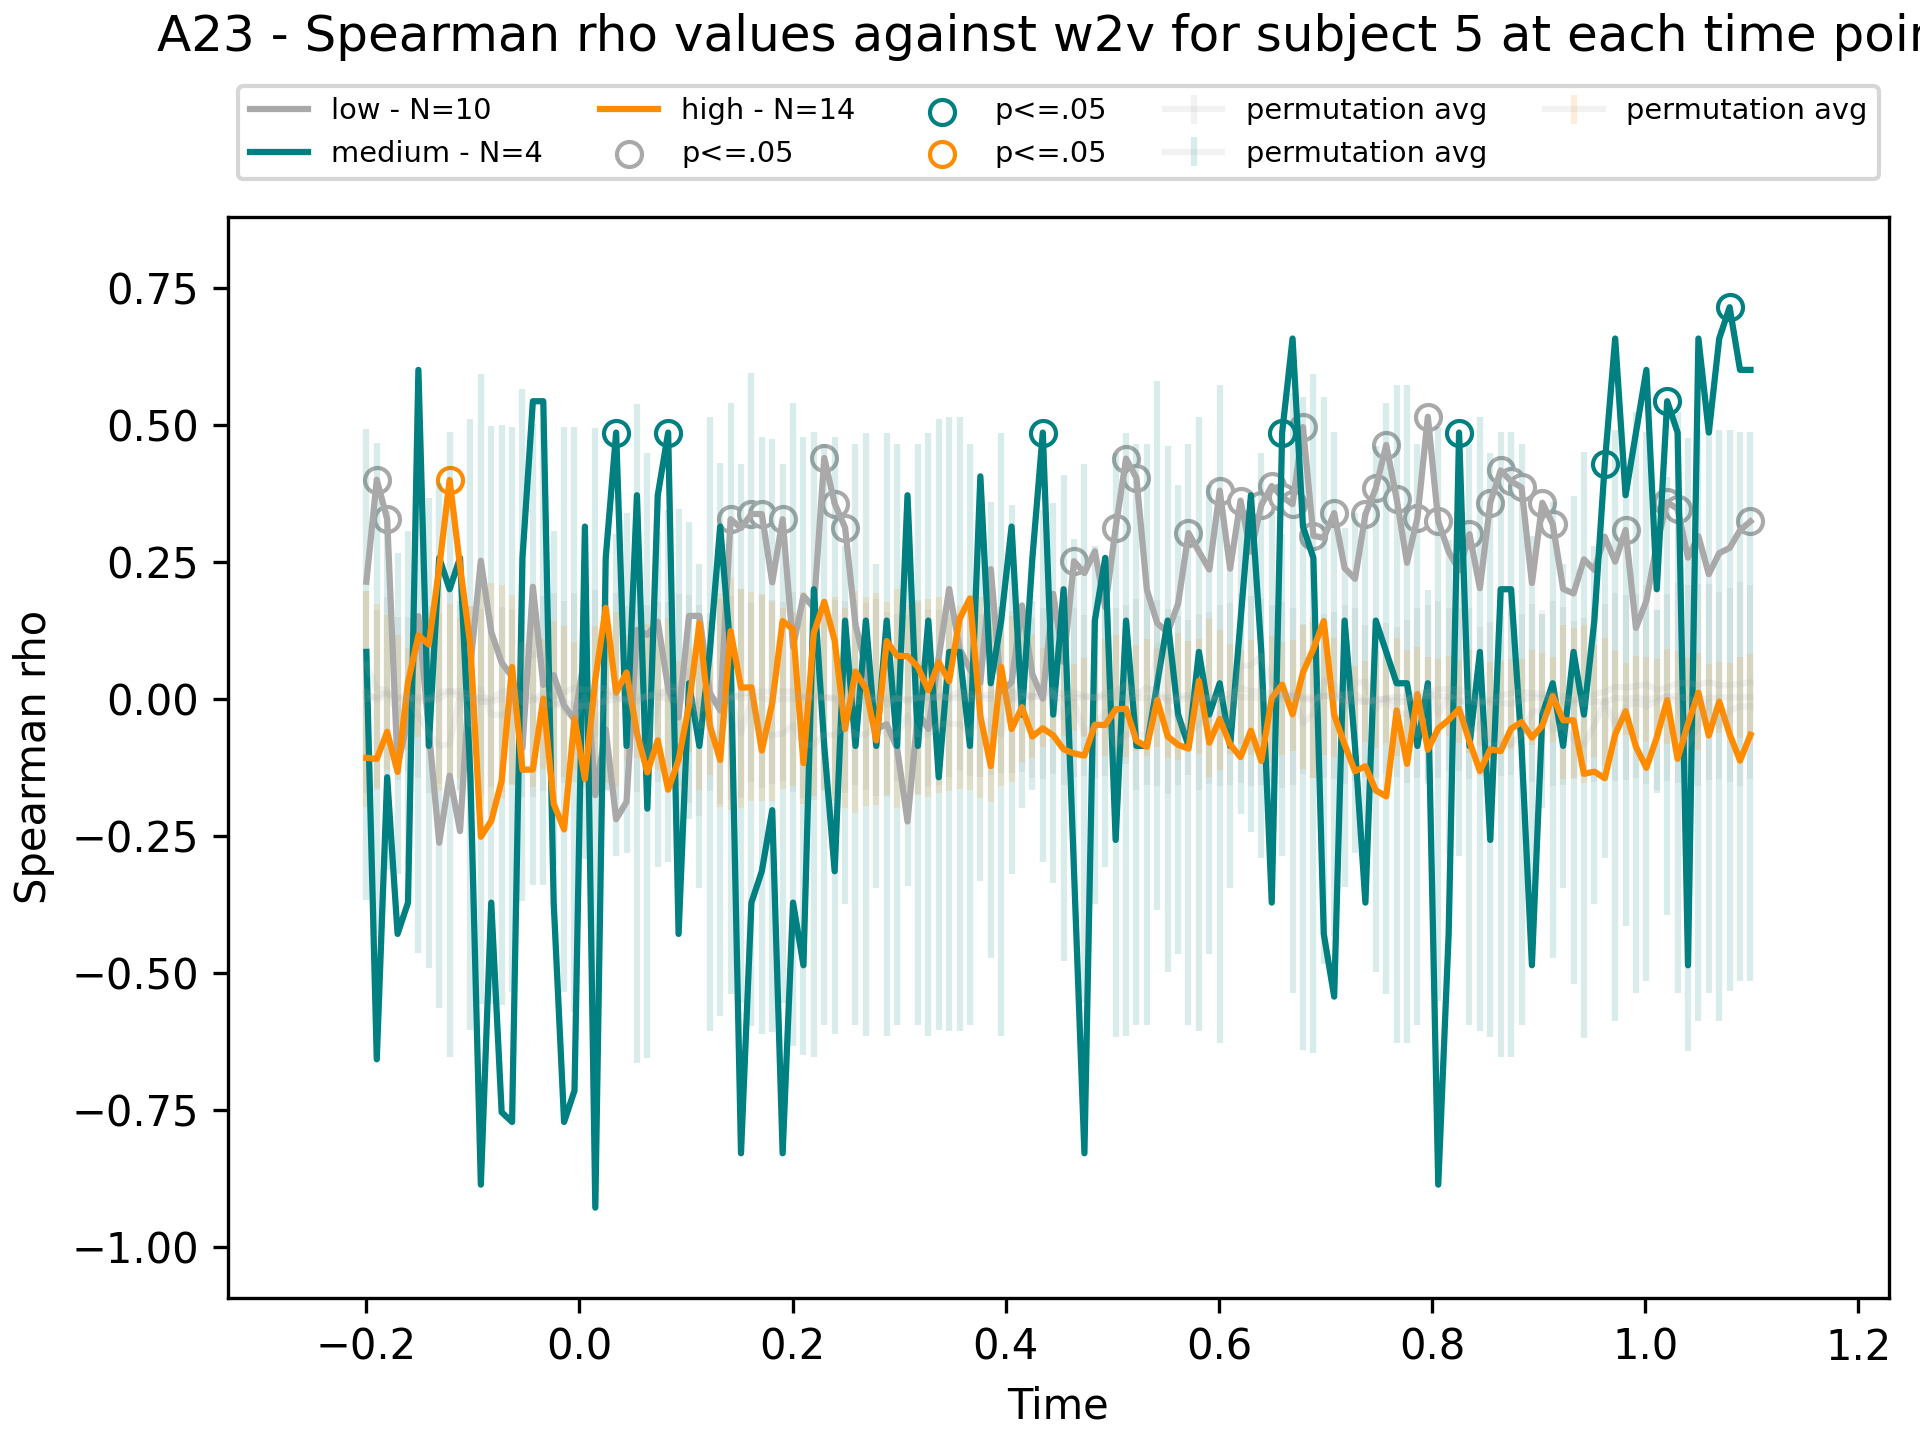 A23 - Spearman rho values against w2v for subject 5 at each time poi
low - N=10
medium - N=4
high - N=14
p<=.05
p<=.05
p<=.05
permutation avg
permutation avg
permutation avg
Spearman rho
0.75
0.50
0.25
0.00
−0.25
−0.50
−0.75
−1.00
−0.2 0.0 0.2 0.4 0.6 0.8 1.0 1.2
Time